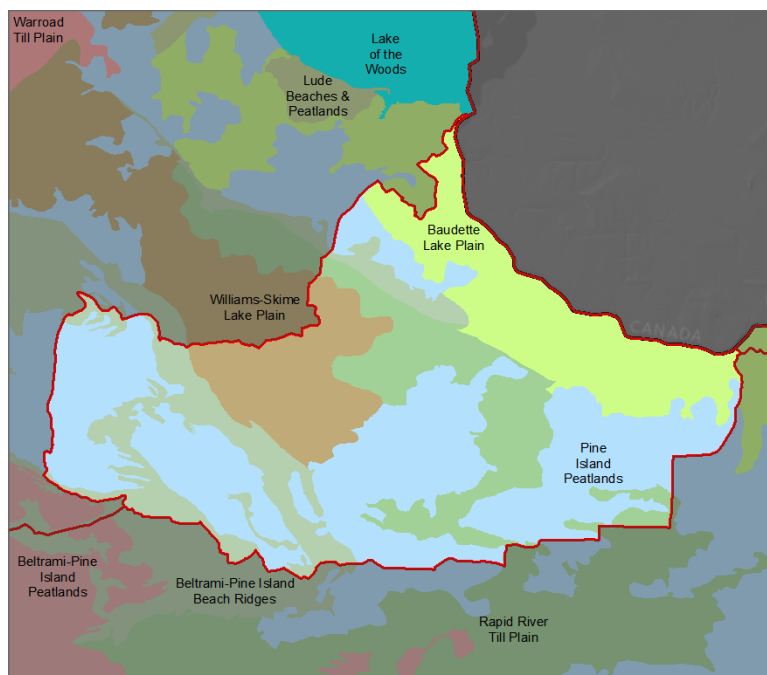 Warroad
Till Plain
Lake
of the
Woods
Lude
Beaches &
Peatlands
Baudette
Lake Plain
Williams-Skime
Lake Plain
CANADA
Pine
Island
Peatlands
Beltrami-Pine
Island
Peatlands
Beltrami-Pine Island
Beach Ridges
Rapid River
Till Plain